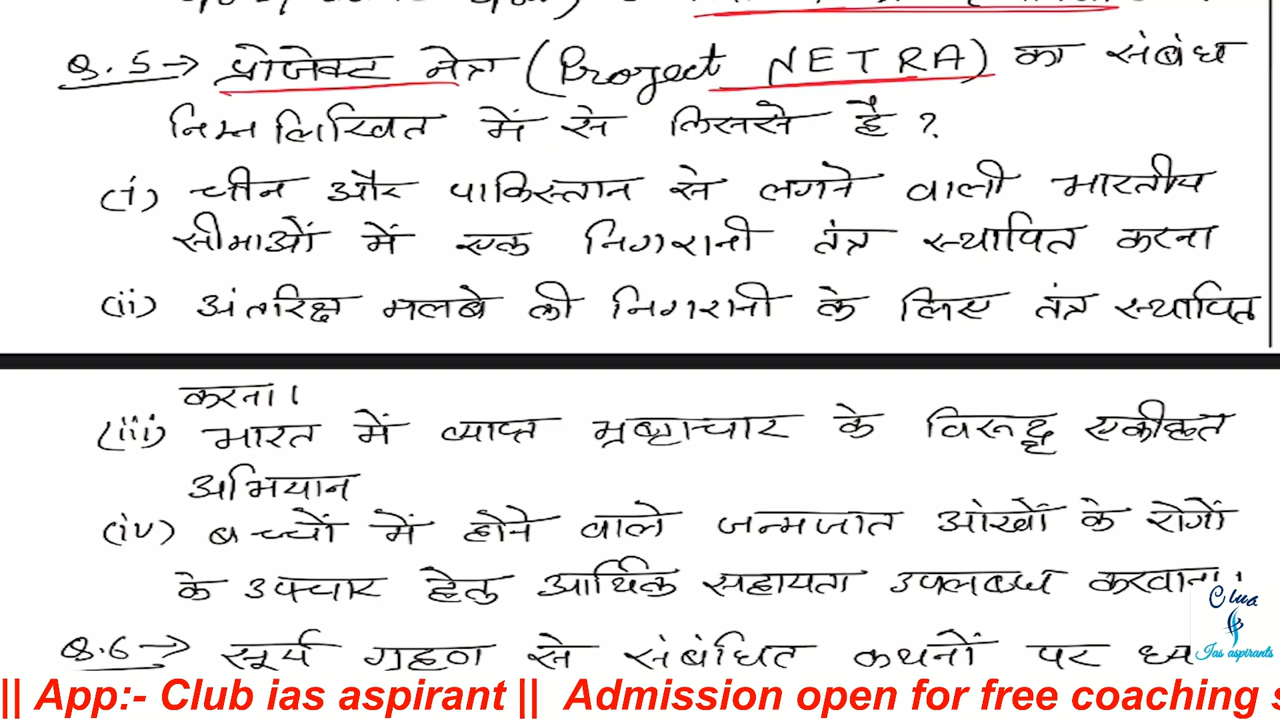 Q.5→ प्रोजेक्ट नेत्रा (Project NETRA) का संबंध
निम्नलिखित में से किससे है ?
(i) चीन और पाकिस्तान से लगने वाली भारतीय
सीमाओं में एक निगरानी तंत्र स्थापित करना
(ii) अंतरिक्ष मलबे की निगरानी के लिए तंत्र स्थापित
करना।
(iii) भारत में व्याप्त भ्रष्टाचार के विरूद्ध एकीकृत
अभियान
(iv) बच्चों में होने वाले जन्मजात आंखों के रोगों
के उपचार हेतु आर्थिक सहायता उपलब्ध करवाना।
Club
Ias aspirants
Q.6→ सूर्य ग्रहण से संबंधित कथनों पर ध्य
|| App:- Club ias aspirant || Admission open for free coaching s